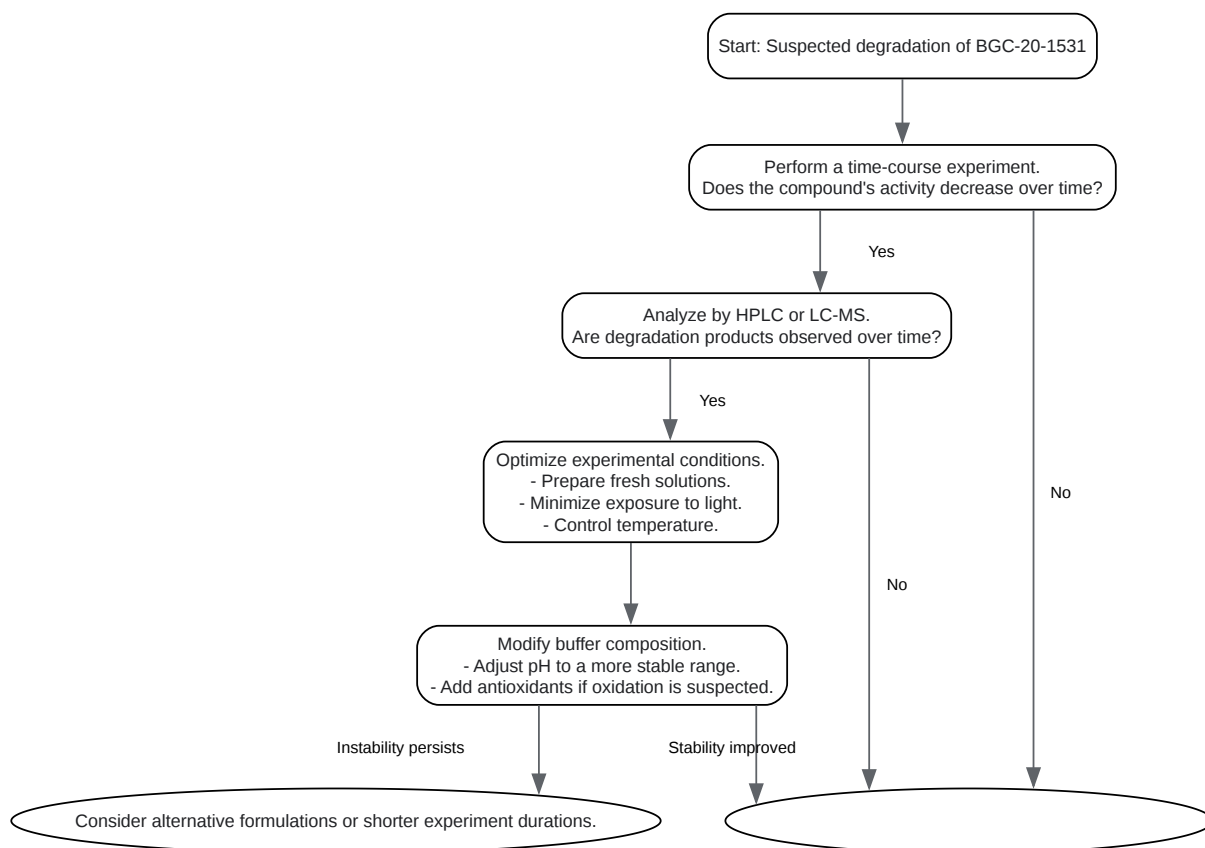 Start: Suspected degradation of BGC-20-1531
Perform a time-course experiment.
Does the compound's activity decrease over time?
Yes
Analyze by HPLC or LC-MS.
Are degradation products observed over time?
Yes
Optimize experimental conditions.
- Prepare fresh solutions.
- Minimize exposure to light.
- Control temperature.
No
No
Modify buffer composition.
- Adjust pH to a more stable range.
- Add antioxidants if oxidation is suspected.
Instability persists
Stability improved
Consider alternative formulations or shorter experiment durations.